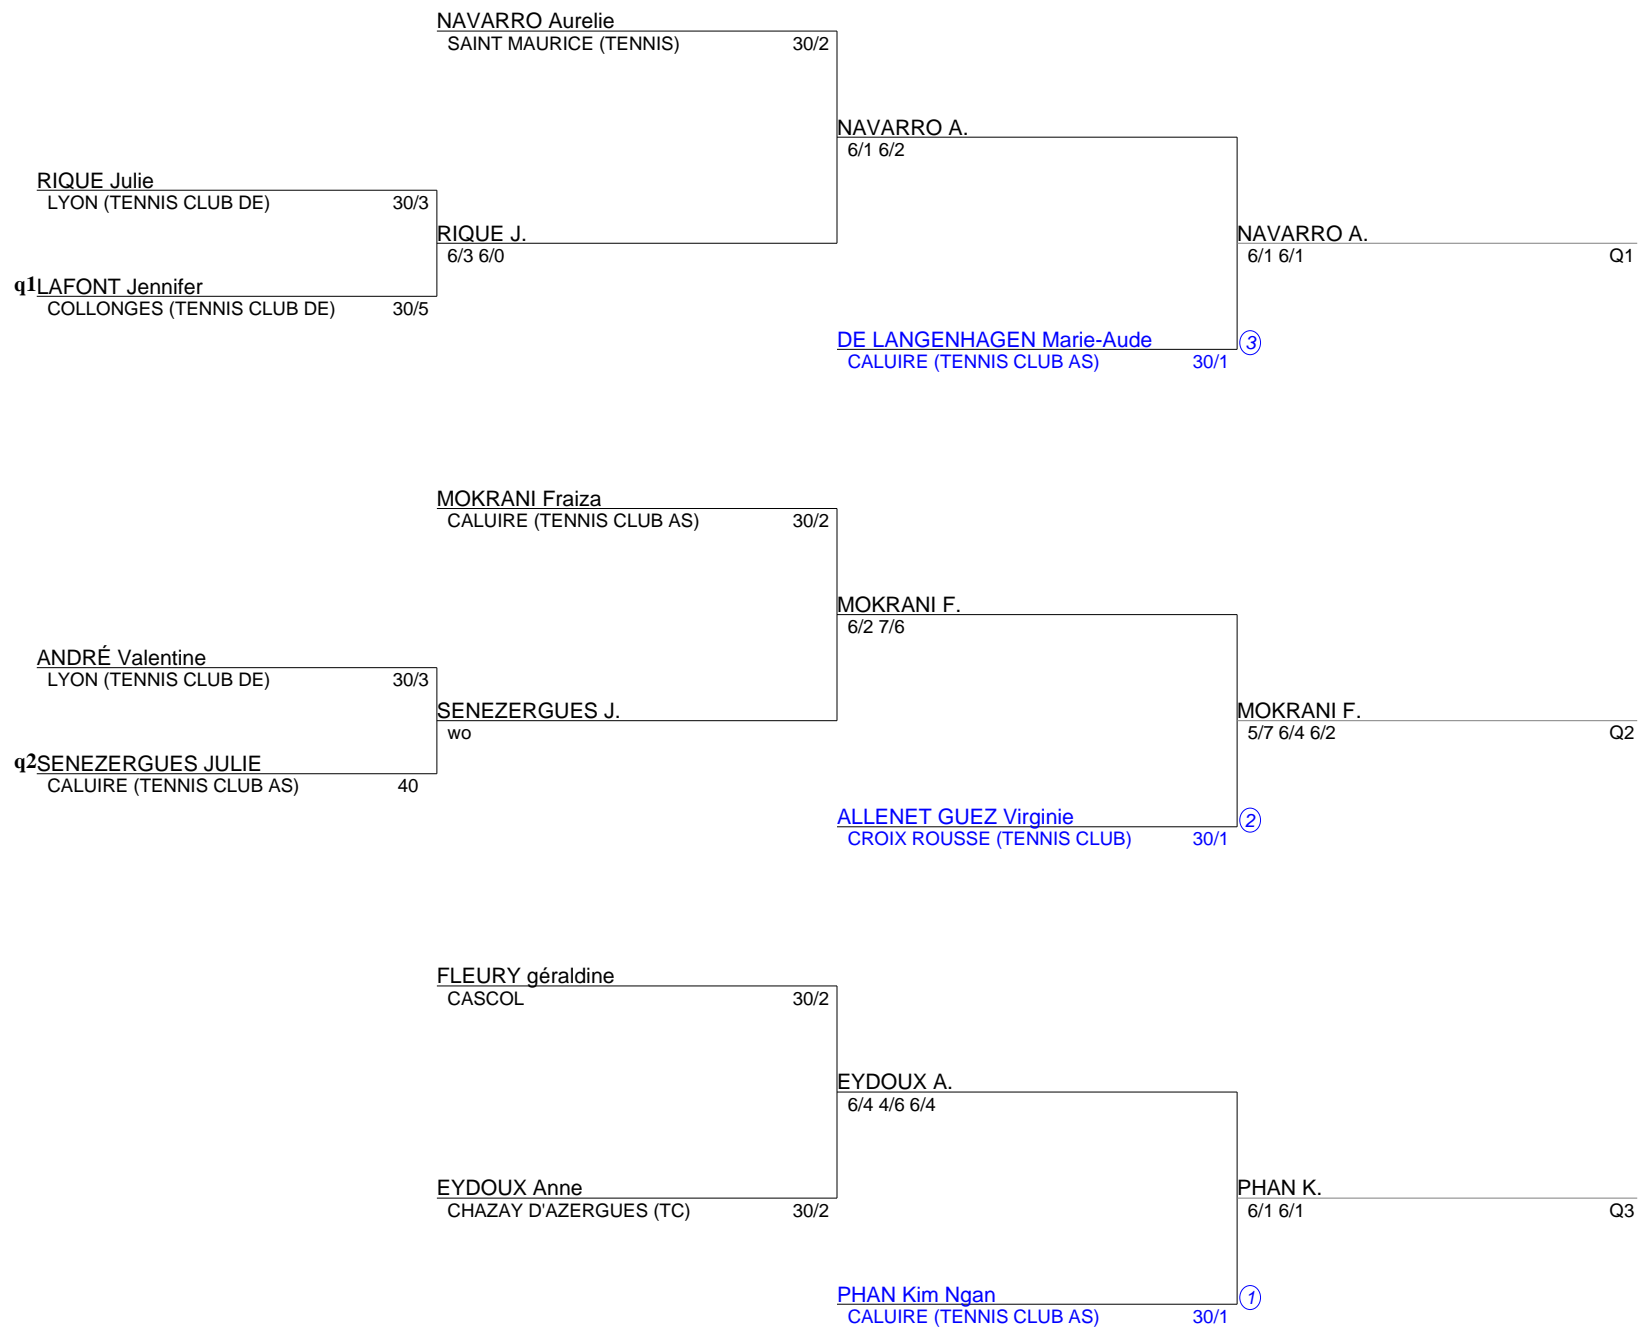 NAVARRO Aurelie
SAINT MAURICE (TENNIS) 30/2
NAVARRO A.
6/1 6/2
RIQUE Julie
LYON (TENNIS CLUB DE) 30/3
RIQUE J.
6/3 6/0
NAVARRO A.
6/1 6/1 Q1
q1 LAFONT Jennifer
COLLONGES (TENNIS CLUB DE) 30/5
DE LANGENHAGEN Marie-Aude 3
CALUIRE (TENNIS CLUB AS) 30/1
MOKRANI Fraiza
CALUIRE (TENNIS CLUB AS) 30/2
MOKRANI F.
6/2 7/6
ANDRÉ Valentine
LYON (TENNIS CLUB DE) 30/3
SENEZERGUES J.
wo
MOKRANI F.
5/7 6/4 6/2 Q2
q2 SENEZERGUES JULIE
CALUIRE (TENNIS CLUB AS) 40
ALLENET GUEZ Virginie 2
CROIX ROUSSE (TENNIS CLUB) 30/1
FLEURY géraldine
CASCOL 30/2
EYDOUX A.
6/4 4/6 6/4
EYDOUX Anne
CHAZAY D'AZERGUES (TC) 30/2
PHAN K.
6/1 6/1 Q3
PHAN Kim Ngan 1
CALUIRE (TENNIS CLUB AS) 30/1